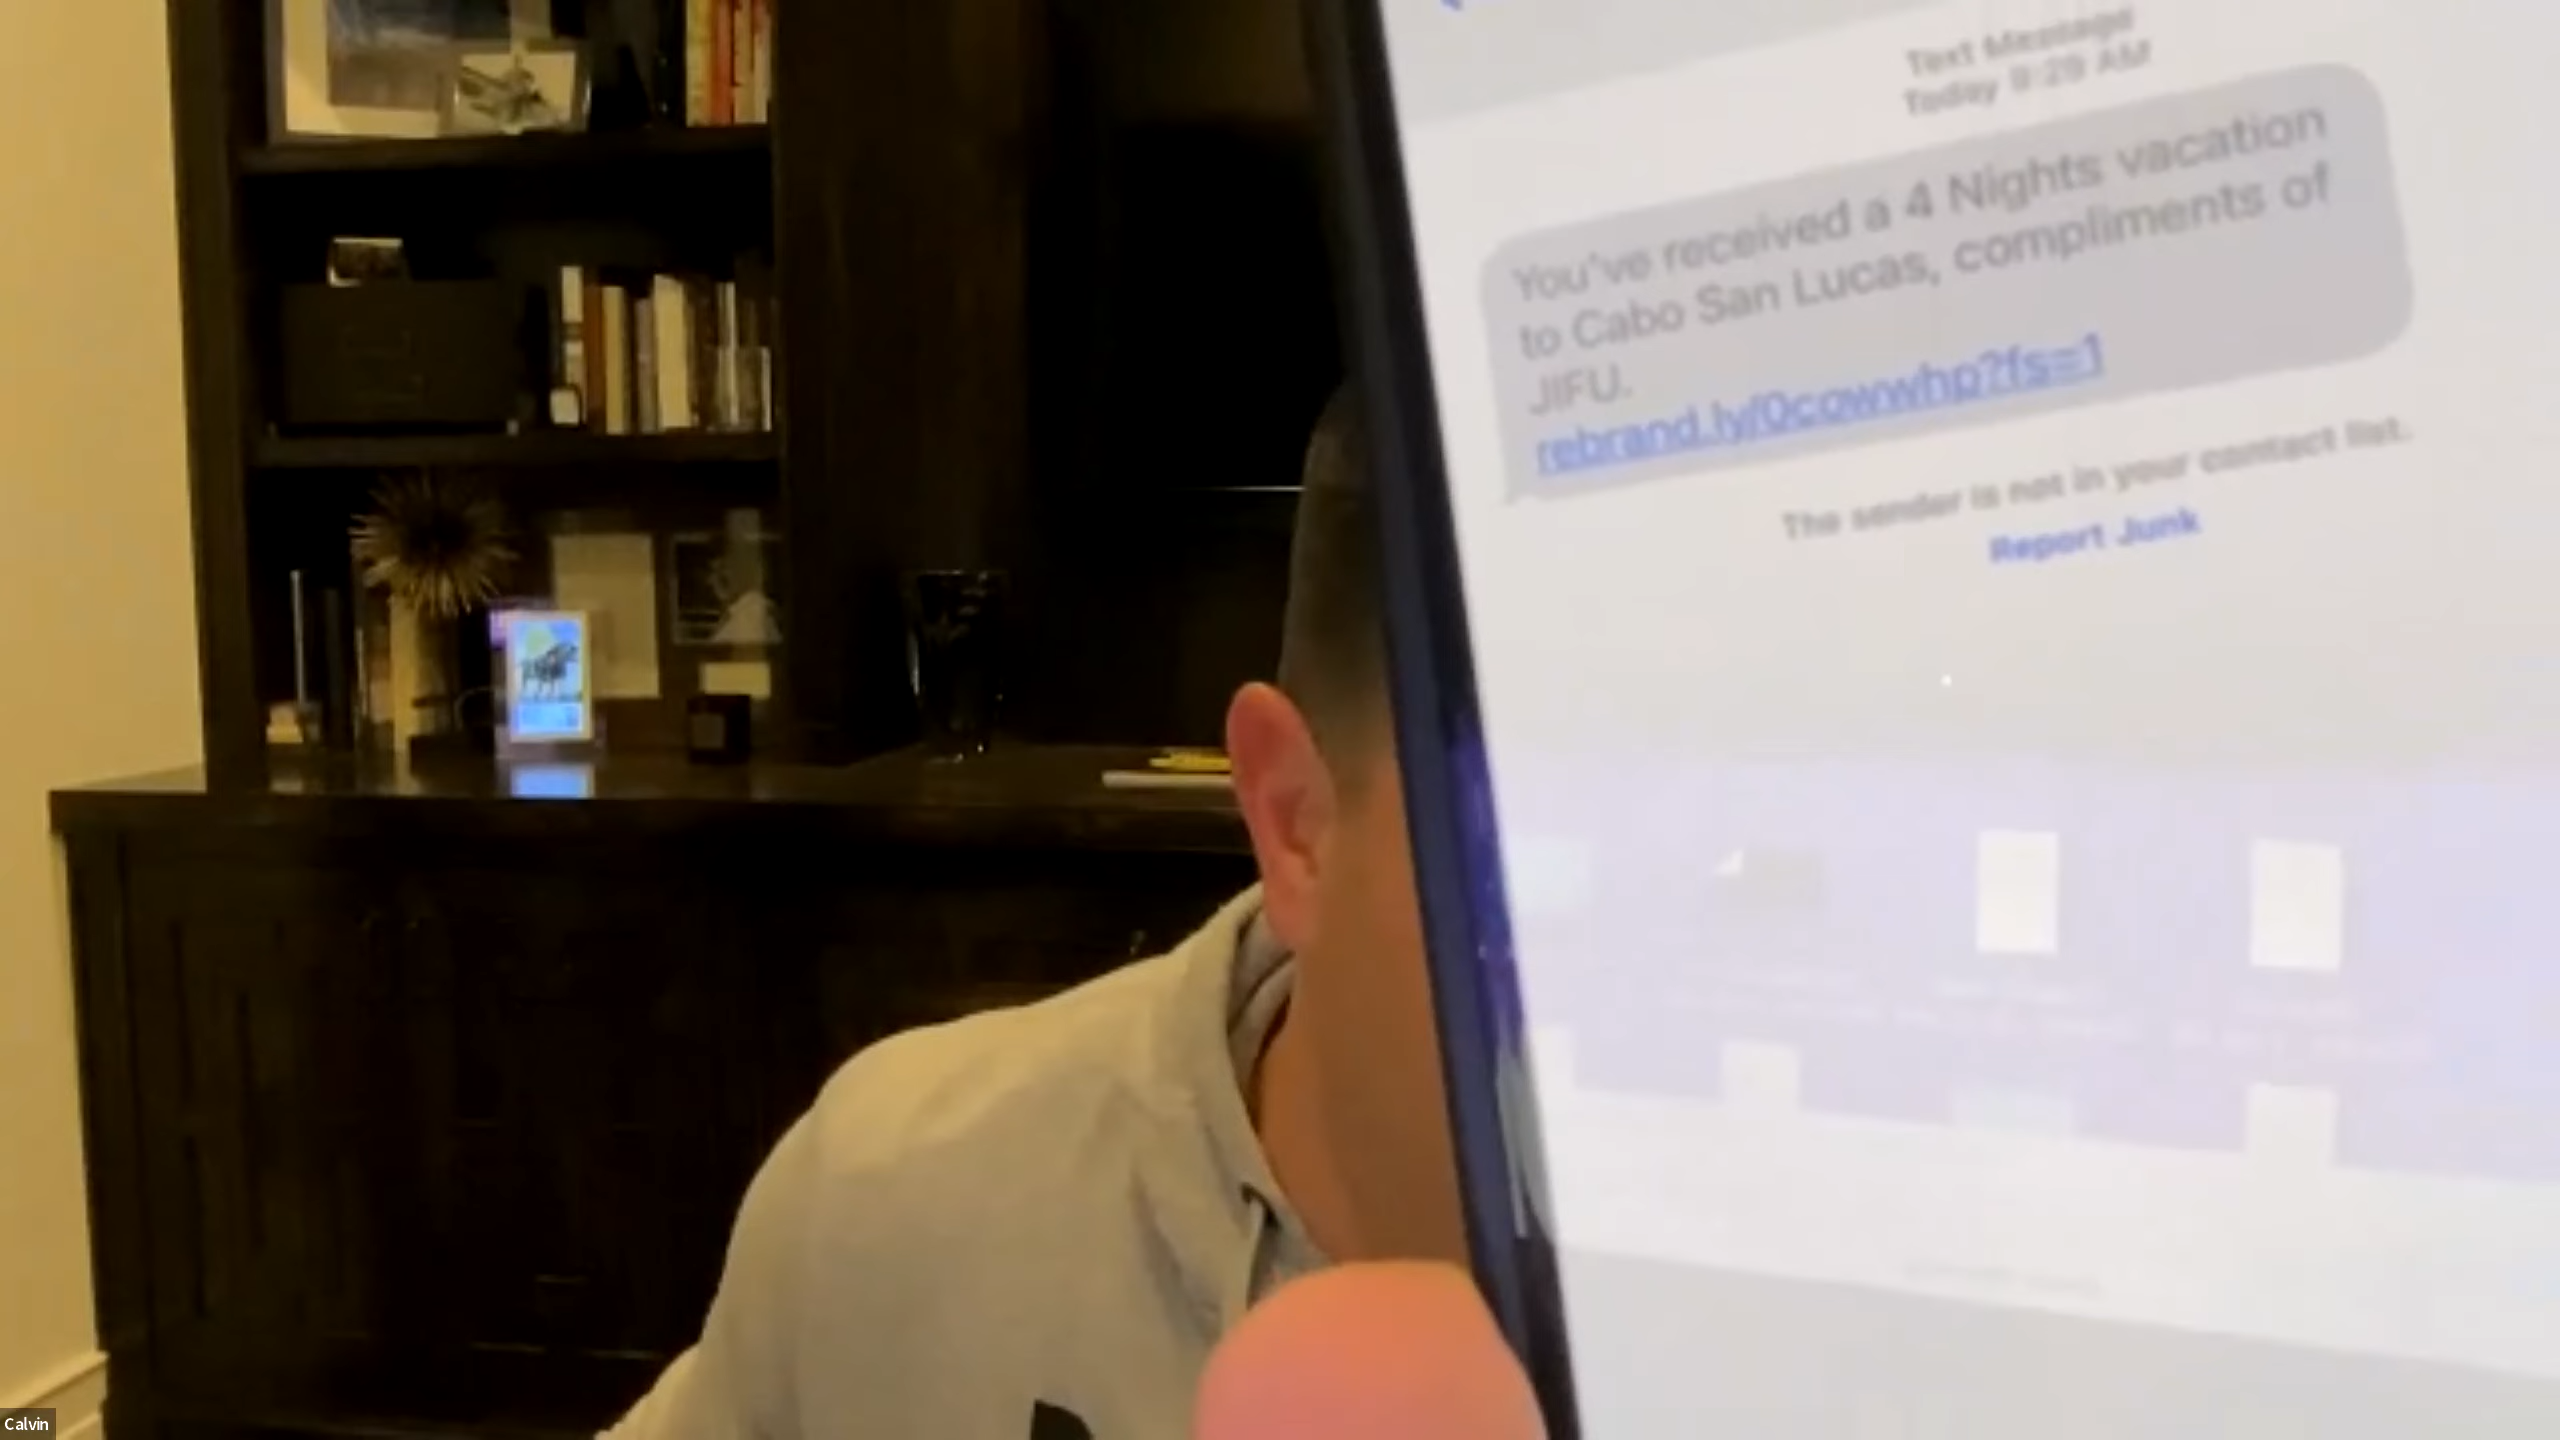 Text Message
Today 9:29 AM
You've received a 4 Nights vacation
to Cabo San Lucas, compliments of
JIFU.
rebrand.ly/0cowwhp?fs=1
The sender is not in your contact list.
Report Junk
Calvin